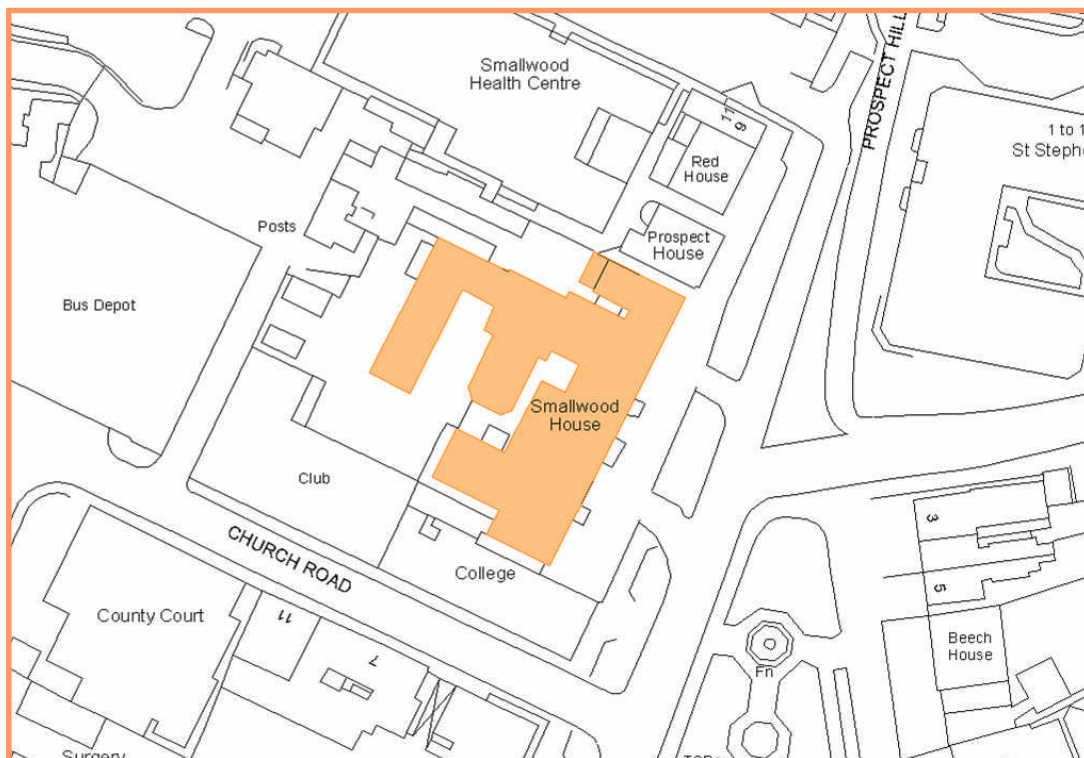 PROSPECT HILL
Smallwood
Health Centre
11
9
1 to 1
St Steph
Red
House
Posts
Prospect
House
Bus Depot
Smallwood
House
Club
3
CHURCH ROAD
College
5
County Court
11
7
Beech
House
Fn
Surgery